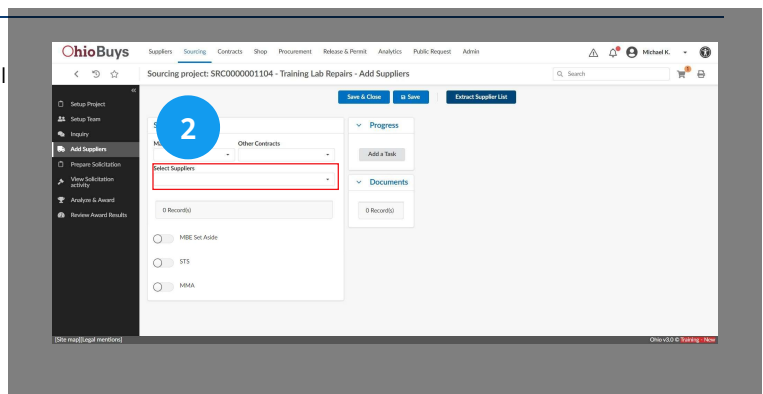 OhioBuys Suppliers Sourcing Contracts Shop Procurement Release & Permit Analytics Public Request Admin Michael K.
Sourcing project: SRC0000001104 - Training Lab Repairs - Add Suppliers Search 1
Save & Close Save Extract Supplier List
Setup Project
Setup Team
Inquiry
Add Suppliers
Prepare Solicitation
View Solicitation
activity
Analyze & Award
Review Award Results
2
Other Contracts
Select Suppliers
0 Record(s)
MBE Set Aside
STS
MMA
Progress
Add a Task
Documents
0 Record(s)
[Site map][Legal mentions] Ohio v3.0 © Training - New